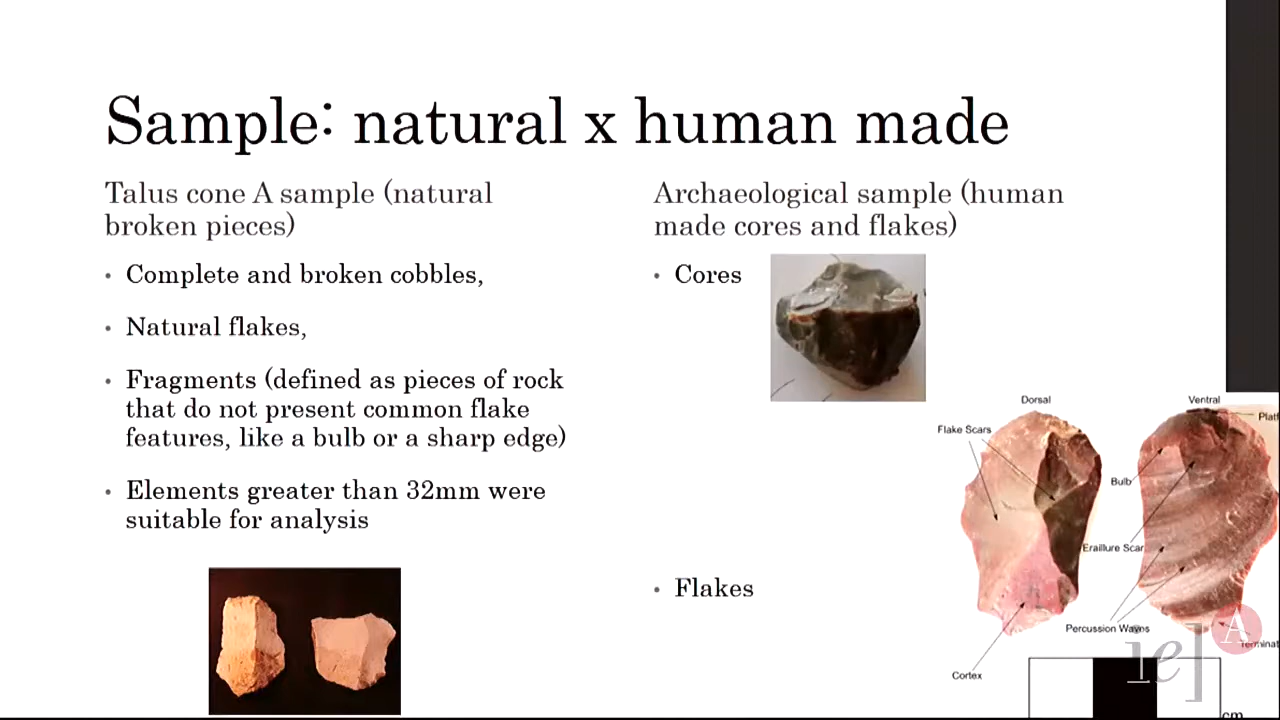 Sample: natural x human made
Talus cone A sample (natural
broken pieces)
• Complete and broken cobbles,
• Natural flakes,
• Fragments (defined as pieces of rock
that do not present common flake
features, like a bulb or a sharp edge)
• Elements greater than 32mm were
suitable for analysis
Archaeological sample (human
made cores and flakes)
• Cores
• Flakes
Dorsal
Ventral
Flake Scars
Platf
Bulb
Eraillure Scar
Percussion Waves
Terminat
Cortex
ie]
A
cm